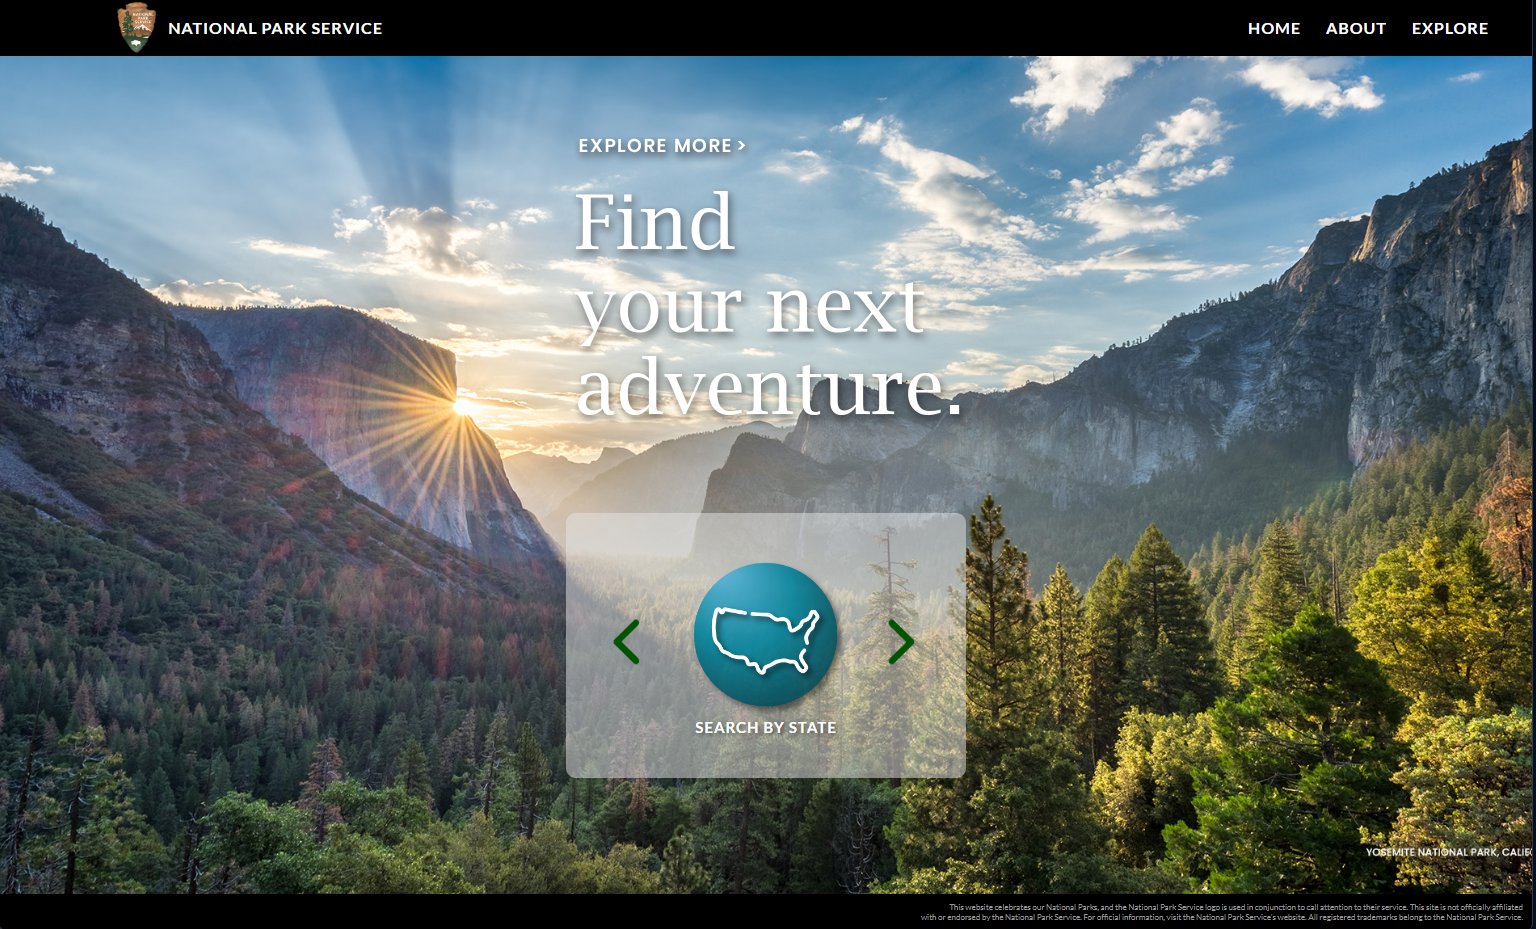 NATIONAL PARK SERVICE
HOME ABOUT EXPLORE
EXPLORE MORE >
Find
your next
adventure.
SEARCH BY STATE
YOSEMITE NATIONAL PARK, CALIF
This website celebrates our National Parks, and the National Park Service logo is used in conjunction to call attention to their service. This site is not officially affiliated
with or endorsed by the National Park Service. For official information, visit the National Park Service's website. All registered trademarks belong to the National Park Service.